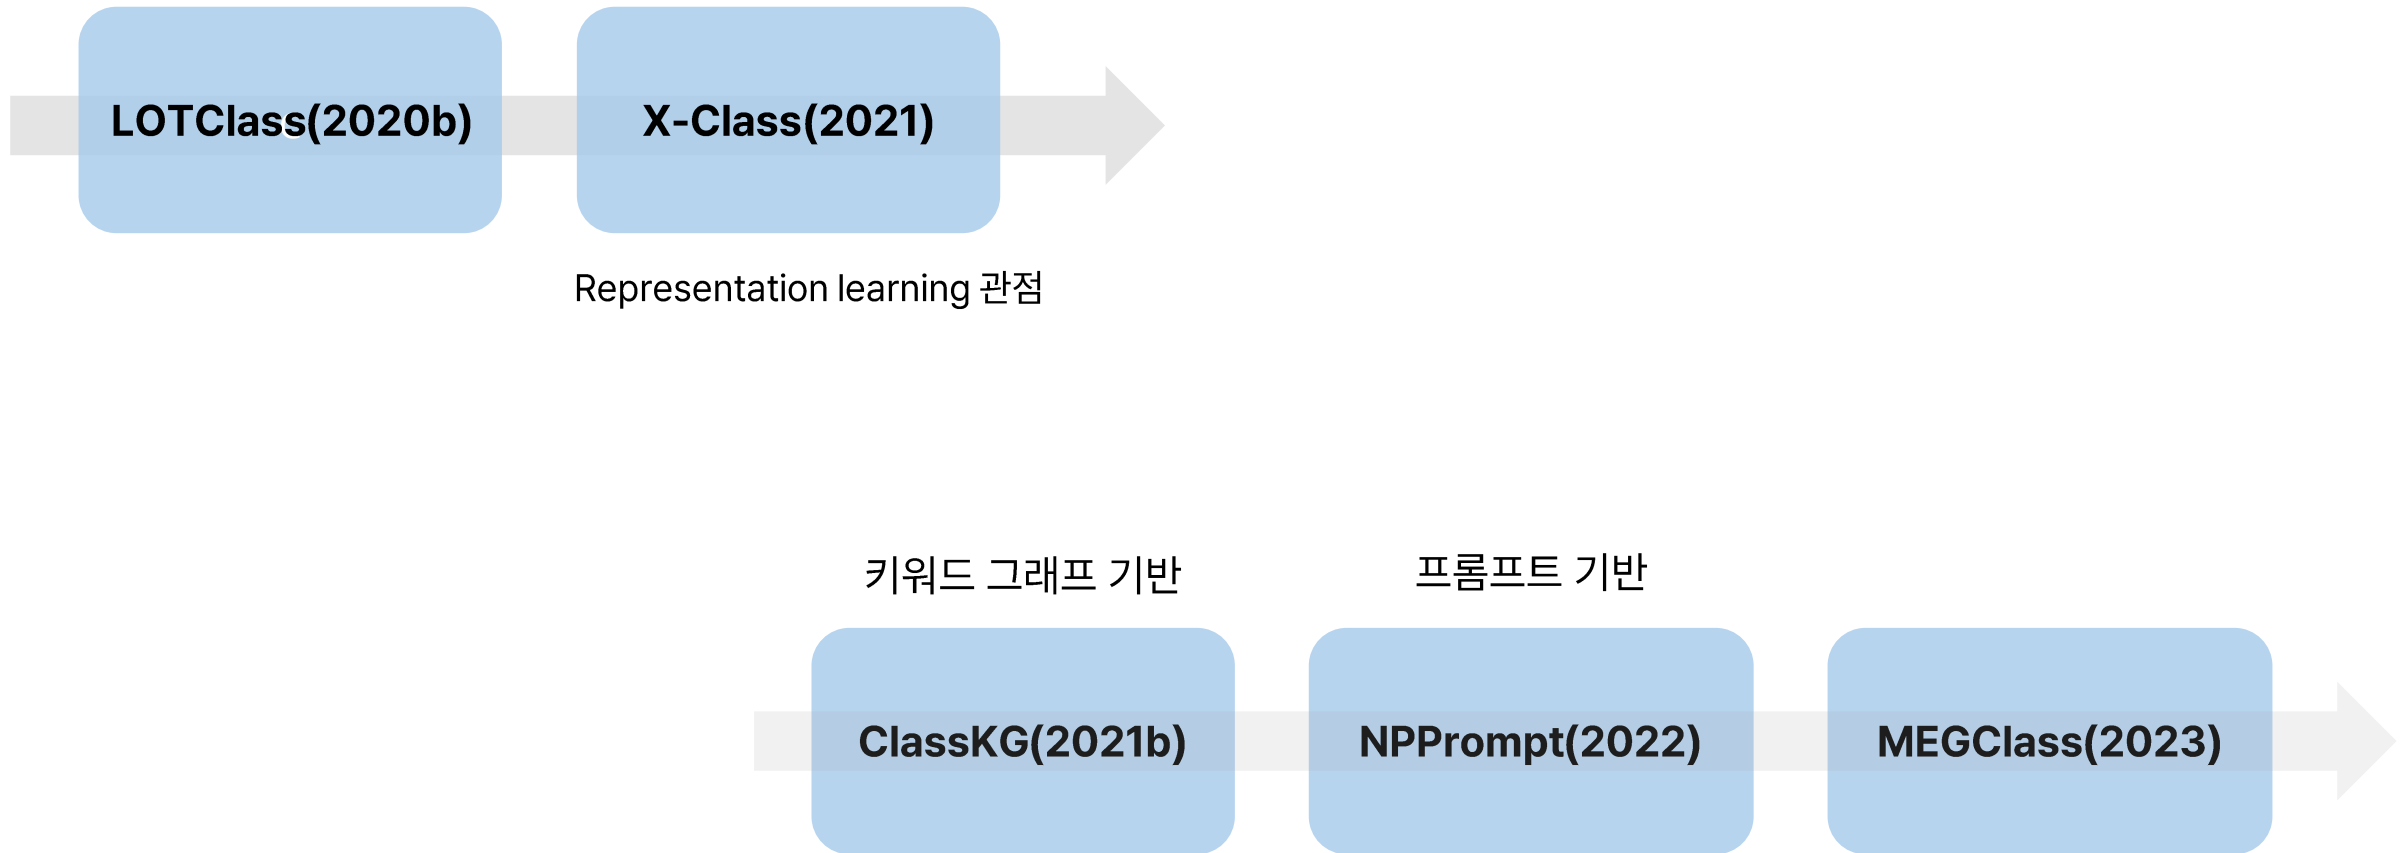 LOTClass(2020b)
X-Class(2021)
Representation learning 관점
키워드 그래프 기반
프롬프트 기반
ClassKG(2021b)
NPPrompt(2022)
MEGClass(2023)